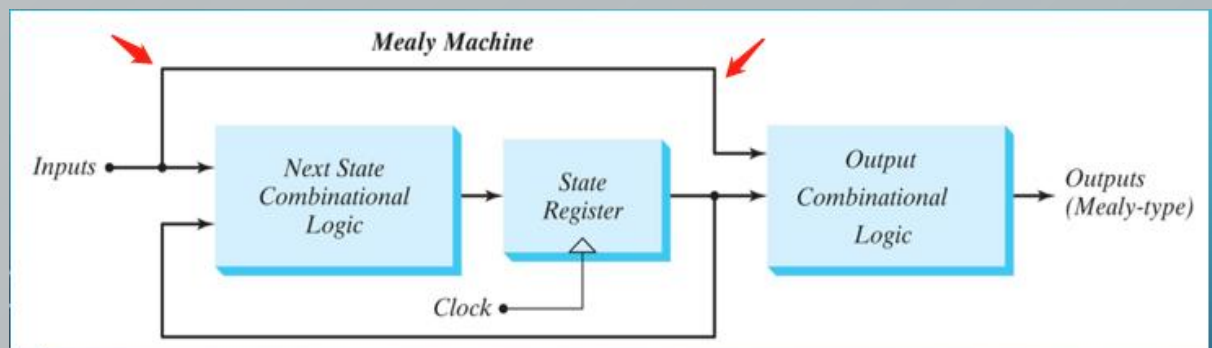 Mealy Machine
Inputs
Next State
Combinational
Logic
State
Register
Output
Combinational
Logic
Outputs
(Mealy-type)
Clock